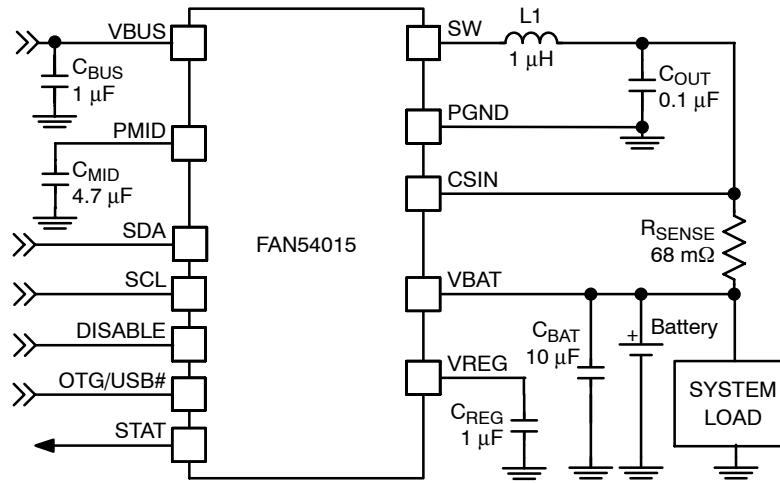 VBUS
C_BUS
1 μF
PMID
C_MID
4.7 μF
SDA
SCL
DISABLE
OTG/USB#
STAT
FAN54015
SW
L1
1 μH
C_OUT
0.1 μF
PGND
CSIN
R_SENSE
68 mΩ
VBAT
C_BAT
10 μF
+ Battery
VREG
C_REG
1 μF
SYSTEM
LOAD